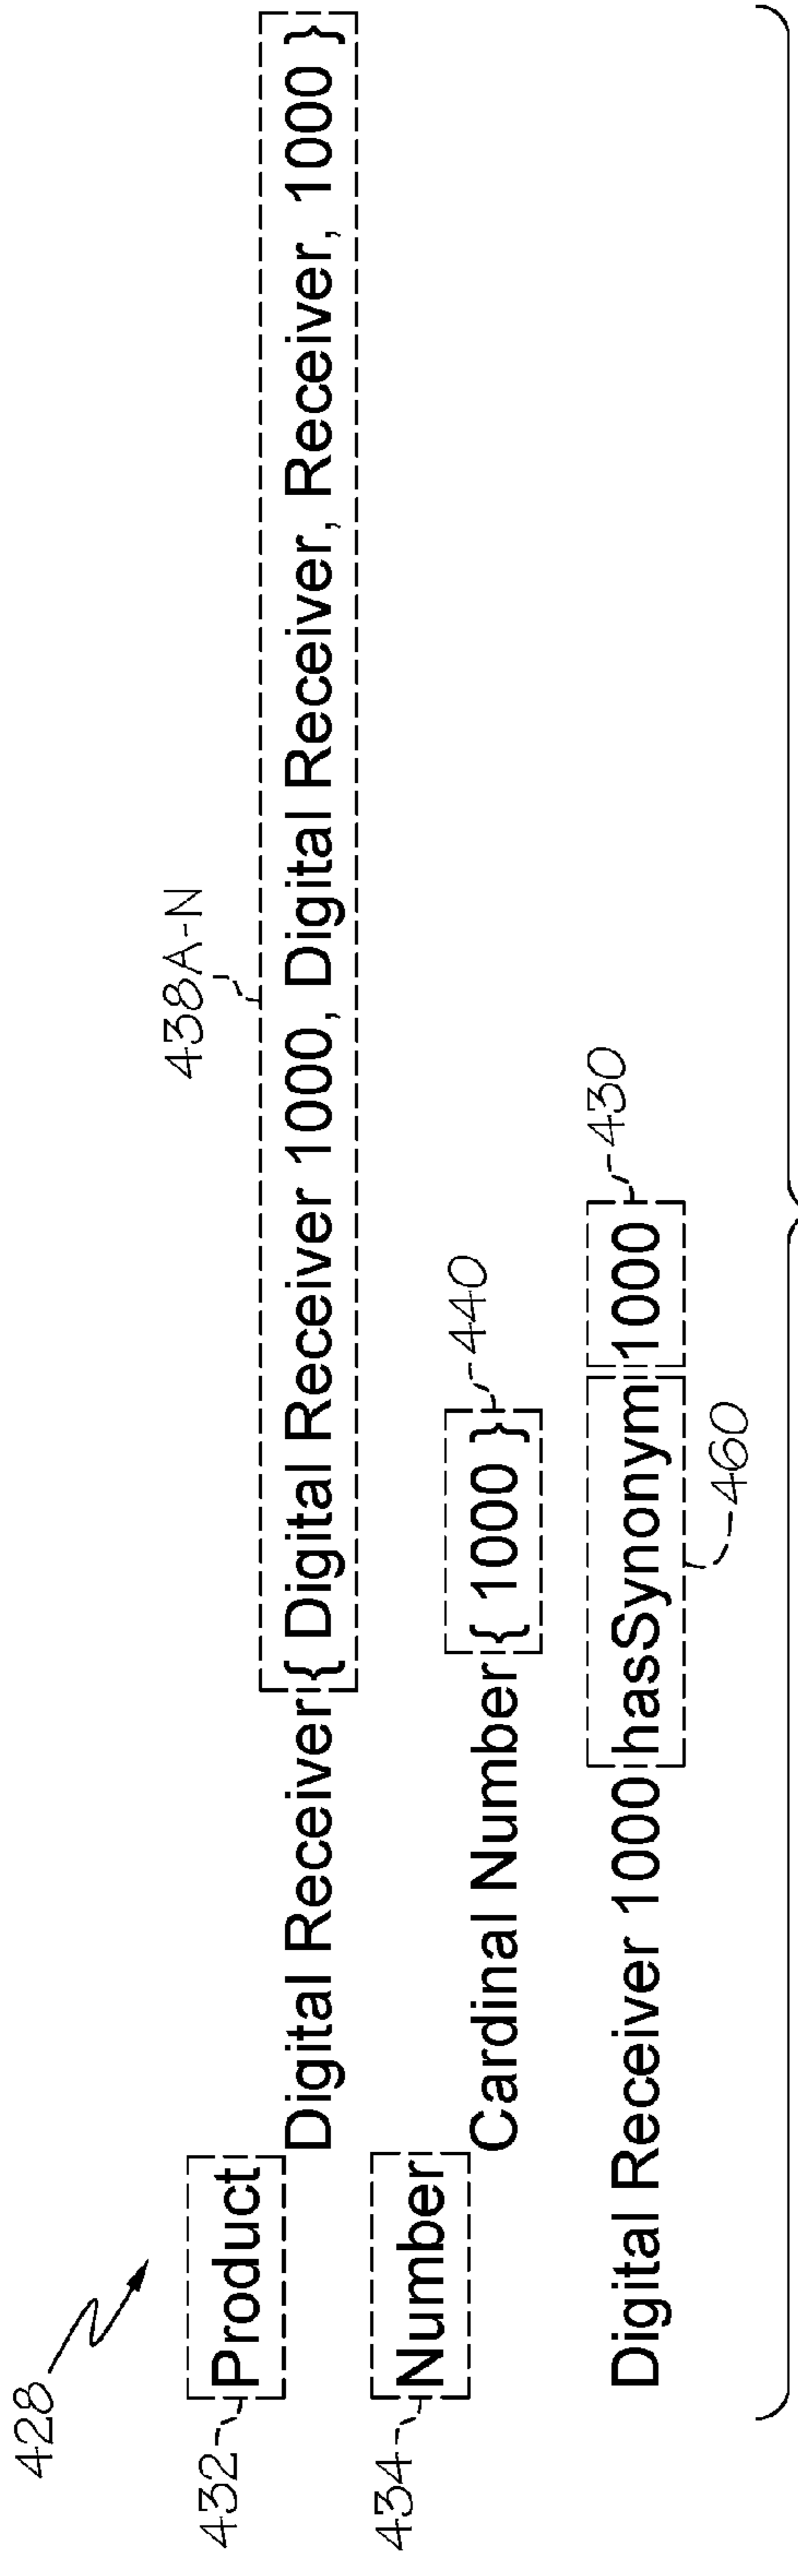 428
432
Product
438A-N
Digital Receiver { Digital Receiver 1000, Digital Receiver, Receiver, 1000 }
434
Number
Cardinal Number { 1000 }
440
Digital Receiver 1000 hasSynonym 1000
430
460